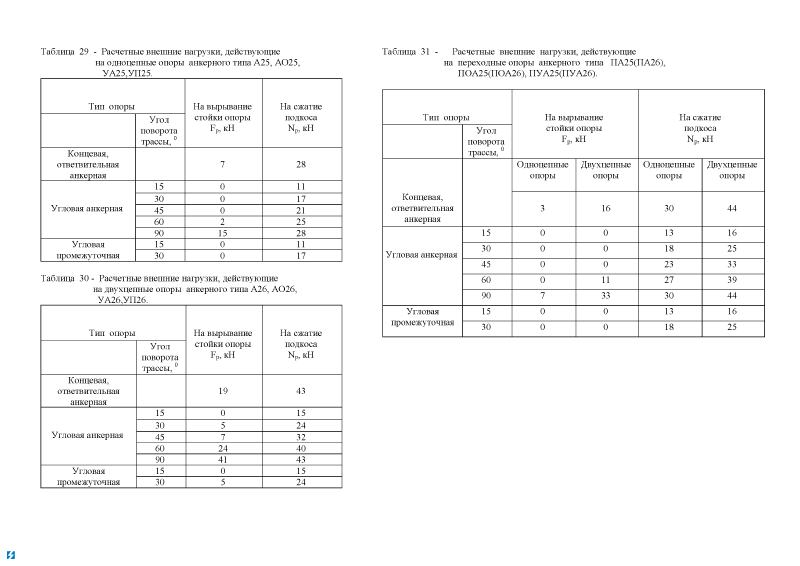 Таблица 29 - Расчетные внешние нагрузки, действующие
на одноцепные опоры анкерного типа А25, АО25,
УА25,УП25.
Тип опоры
Угол поворота трассы, 0
На вырывание стойки опоры Fр, кН
На сжатие подкоса Nр, кН
Концевая, ответвительная анкерная 7 28
Угловая анкерная 15 0 11
30 0 17
45 0 21
60 2 25
90 15 28
Угловая промежуточная 15 0 11
30 0 17
Таблица 30 - Расчетные внешние нагрузки, действующие
на двухцепные опоры анкерного типа А26, АО26,
УА26,УП26.
Тип опоры
Угол поворота трассы, 0
На вырывание стойки опоры Fр, кН
На сжатие подкоса Nр, кН
Концевая, ответвительная анкерная 19 43
Угловая анкерная 15 0 15
30 5 24
45 7 32
60 24 40
90 41 43
Угловая промежуточная 15 0 15
30 5 24
Таблица 31 - Расчетные внешние нагрузки, действующие
на переходные опоры анкерного типа ПА25(ПА26),
ПОА25(ПОА26), ПУА25(ПУА26).
Тип опоры
Угол поворота трассы, 0
На вырывание стойки опоры Fр, кН
На сжатие подкоса Nр, кН
Одноцепные опоры Двухцепные опоры Одноцепные опоры Двухцепные опоры
Концевая, ответвительная анкерная 3 16 30 44
Угловая анкерная 15 0 0 13 16
30 0 0 18 25
45 0 0 23 33
60 0 11 27 39
90 7 33 30 44
Угловая промежуточная 15 0 0 13 16
30 0 0 18 25